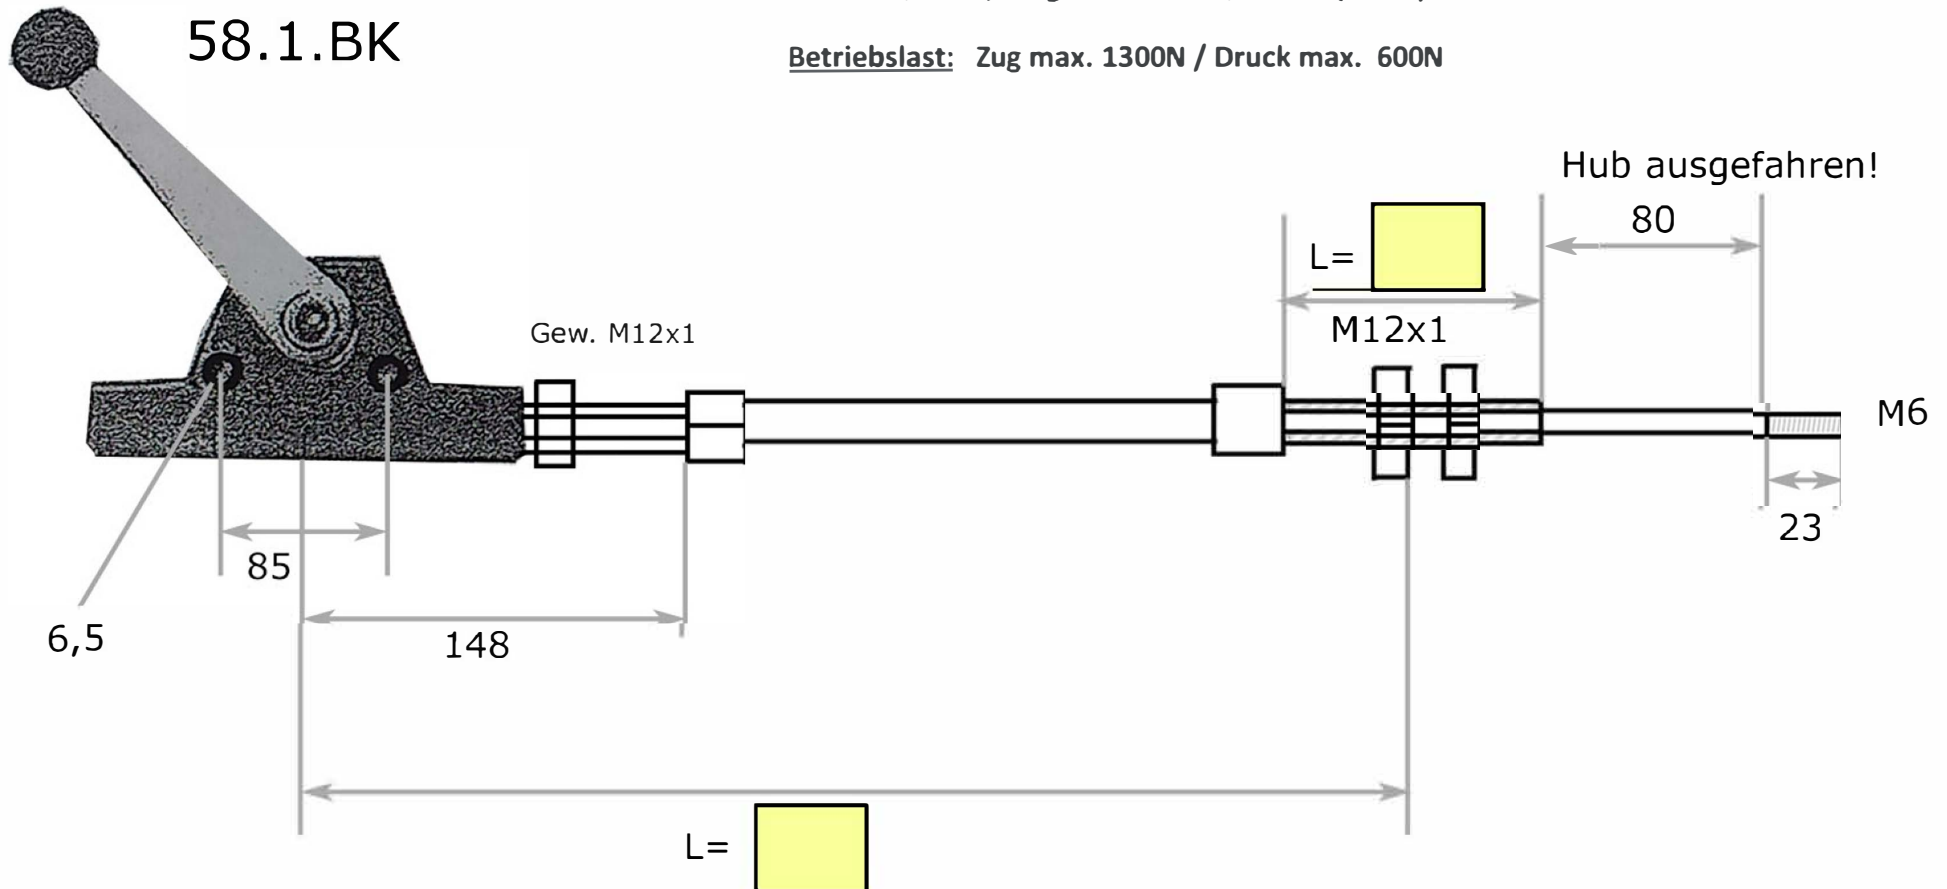 58.1.BK
Betriebslast: Zug max. 1300N / Druck max. 600N
Hub ausgefahren!
80
L=
M12x1
Gew. M12x1
M6
23
85
6,5
148
L=